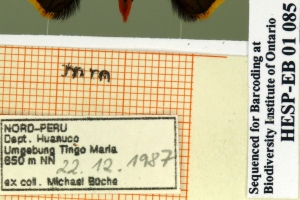 mm
NORD-PERU
Dept. Huanuco
Umgebung Tingo Maria
650 m NN 22.12.1987
ex coll. Michael Büche
Sequenced for Barcoding at
Biodiversity Institute of Ontario
HESP-EB 01 085